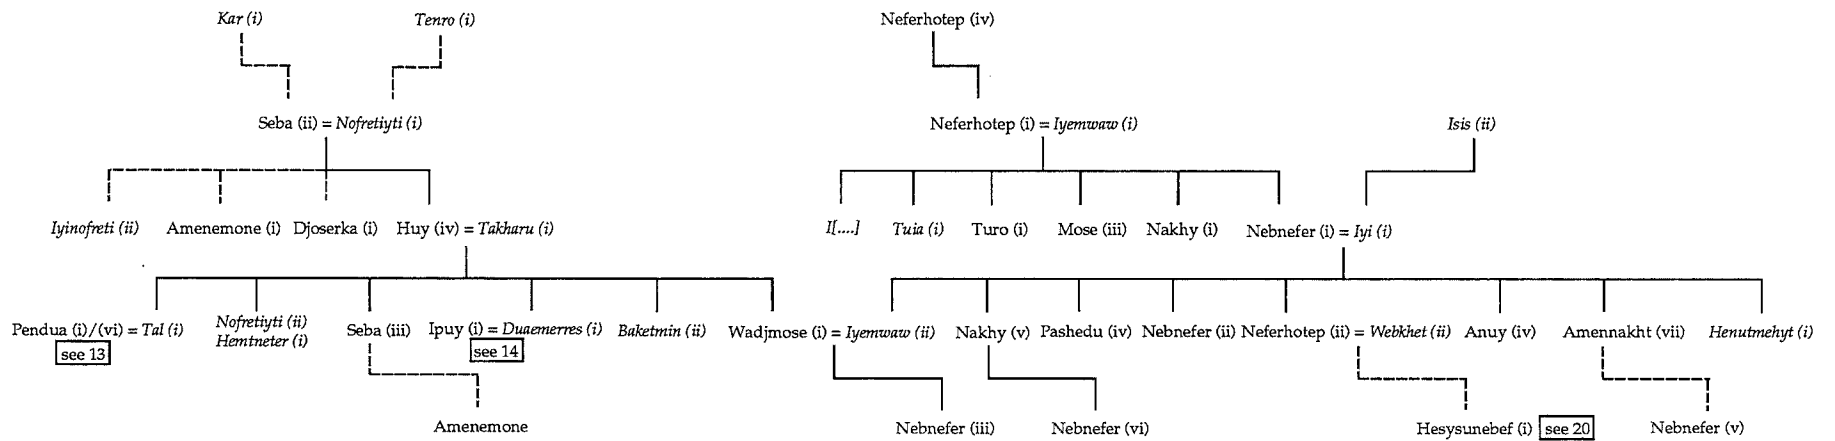 Kar (i) Tenro (i) Neferhotep (iv)
Seba (ii) = Nofretiyti (i) Neferhotep (i) = Iyemwaw (i) Isis (ii)
Iyinofreti (ii) Amenemone (i) Djoserka (i) Huy (iv) = Takharu (i) I[....] Tuia (i) Turo (i) Mose (iii) Nakhy (i) Nebnefer (i) = Iyi (i)
Pendua (i)/(vi) = Tal (i) Nofretiyti (ii) Seba (iii) Ipuy (i) = Duaemerres (i) Baketmin (ii) Wadjmose (i) = Iyemwaw (ii) Nakhy (v) Pashedu (iv) Nebnefer (ii) Neferhotep (ii) = Webkhet (ii) Anuy (iv) Amennakht (vii) Henutmehyt (i)
Hemtneter (i)
see 13 see 14
Amenemone Nebnefer (iii) Nebnefer (vi) Hesysunebef (i) see 20 Nebnefer (v)